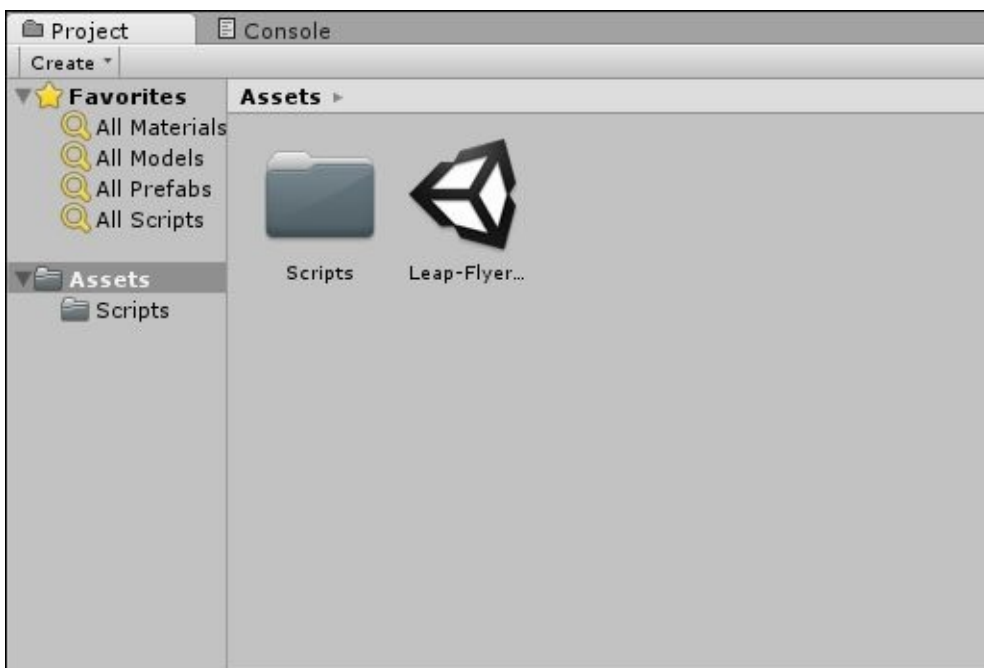 Project
Console
Create
Favorites
All Materials
All Models
All Prefabs
All Scripts
Assets
Scripts
Assets
Scripts
Leap-Flyer...